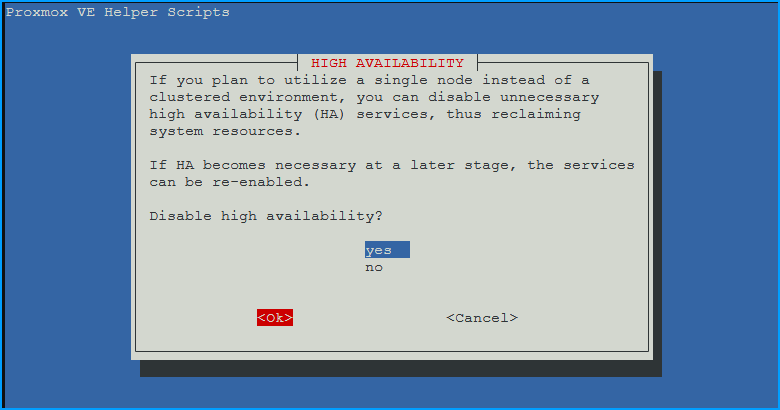 Proxmox VE Helper Scripts
HIGH AVAILABILITY
If you plan to utilize a single node instead of a
clustered environment, you can disable unnecessary
high availability (HA) services, thus reclaiming
system resources.
If HA becomes necessary at a later stage, the services
can be re-enabled.
Disable high availability?
yes
no
<Ok> <Cancel>